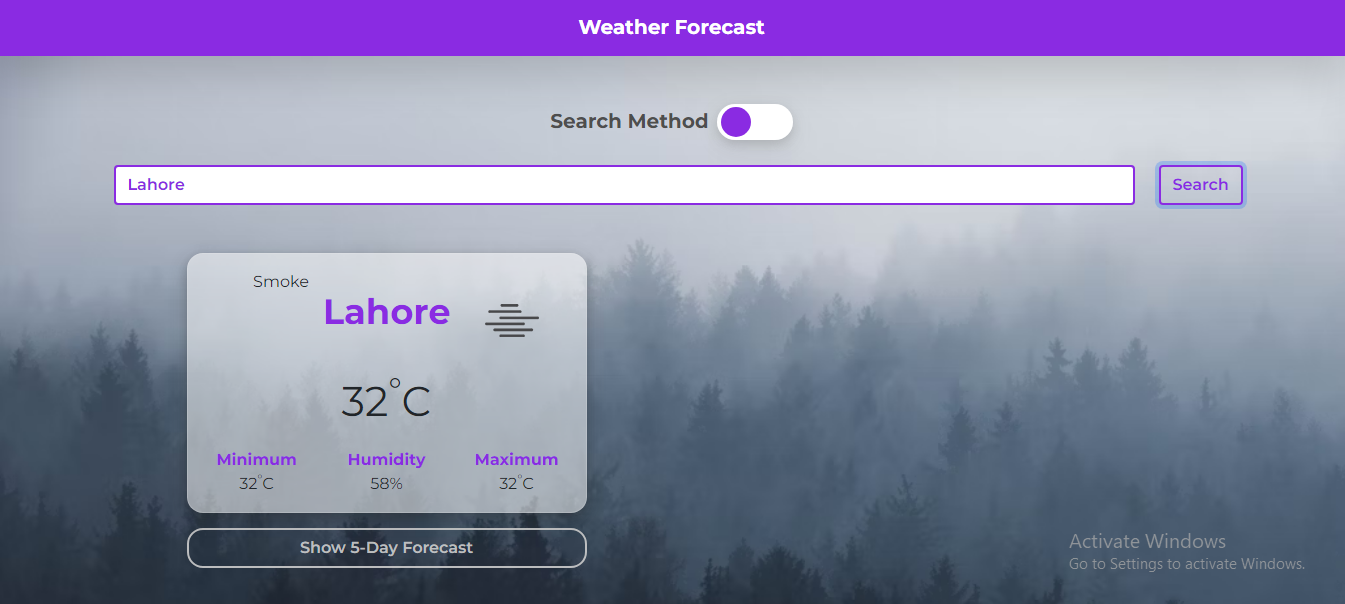 Weather Forecast
Search Method
Lahore
Search
Smoke
Lahore
32°C
Minimum Humidity Maximum
32°C 58% 32°C
Show 5-Day Forecast
Activate Windows
Go to Settings to activate Windows.